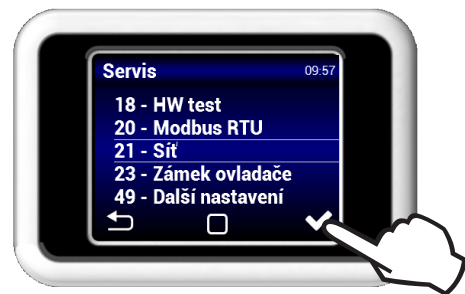 Servis 09:57
18 - HW test
20 - Modbus RTU
21 - Síť
23 - Zámek ovladače
49 - Další nastavení